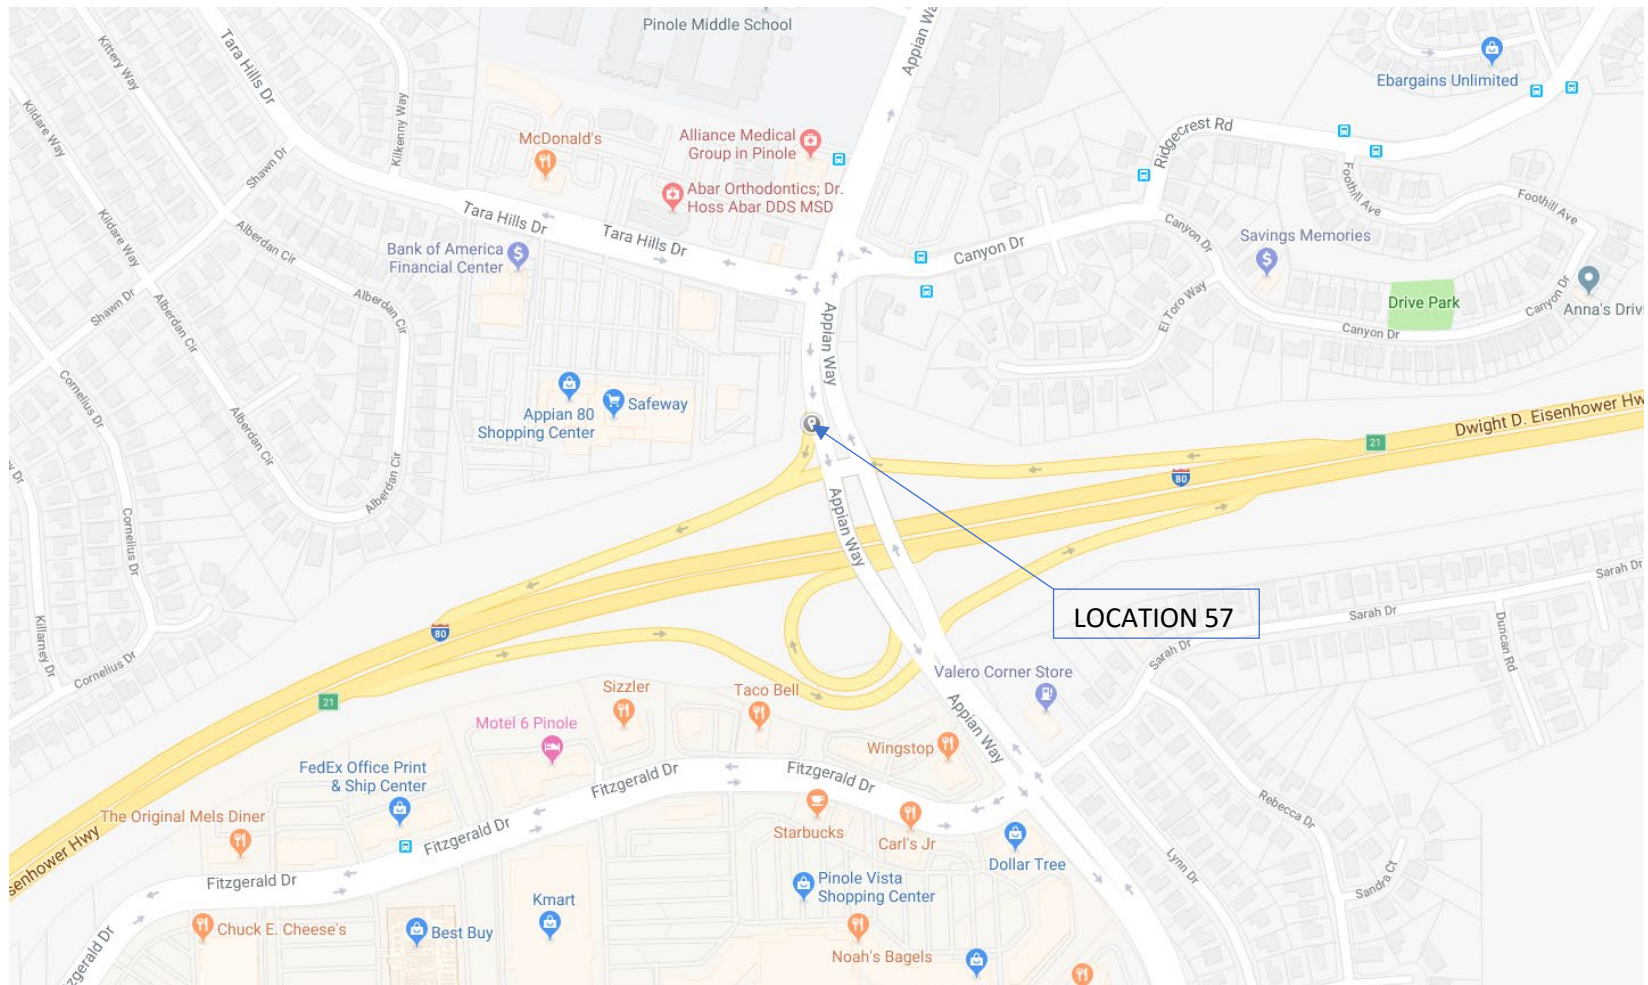 Pinole Middle School
Appian Wa
Ebargains Unlimited
Kittery Way
Tara Hills Dr
Kildare Way
Kilkenny Way
Shawn Dr
McDonald's
Alliance Medical
Group in Pinole
Ridgecrest Rd
Abar Orthodontics; Dr.
Hoss Abar DDS MSD
Foothill Ave
Foothill Ave
Tara Hills Dr
Tara Hills Dr
Kildare Way
Alberdan Cir
Bank of America
Financial Center
Canyon Dr
Canyon Dr
Savings Memories
Shawn Dr
Alberdan Cir
Alberdan Cir
El Toro Way
Drive Park
Canyon Dr
Canyon Dr
Anna's Driv
Appian Way
Cornelius Dr
Alberdan Cir
Appian 80
Shopping Center
Safeway
Dwight D. Eisenhower Hw
21
80
y Dr
Alberdan Cir
Cornelius Dr
Appian Way
Sarah Dr
LOCATION 57
Sarah Dr
Killarney Dr
80
Duncan Rd
Cornelius Dr
Sarah Dr
Valero Corner Store
21
Sizzler
Taco Bell
Appian Way
Motel 6 Pinole
Wingstop
FedEx Office Print
& Ship Center
Fitzgerald Dr
Fitzgerald Dr
Rebecca Dr
The Original Mels Diner
Starbucks
Carl's Jr
Fitzgerald Dr
Dollar Tree
senhower Hwy
Lynn Dr
Sandra Ct
Fitzgerald Dr
Pinole Vista
Shopping Center
Kmart
Chuck E. Cheese's
Best Buy
Noah's Bagels
zgerald Dr